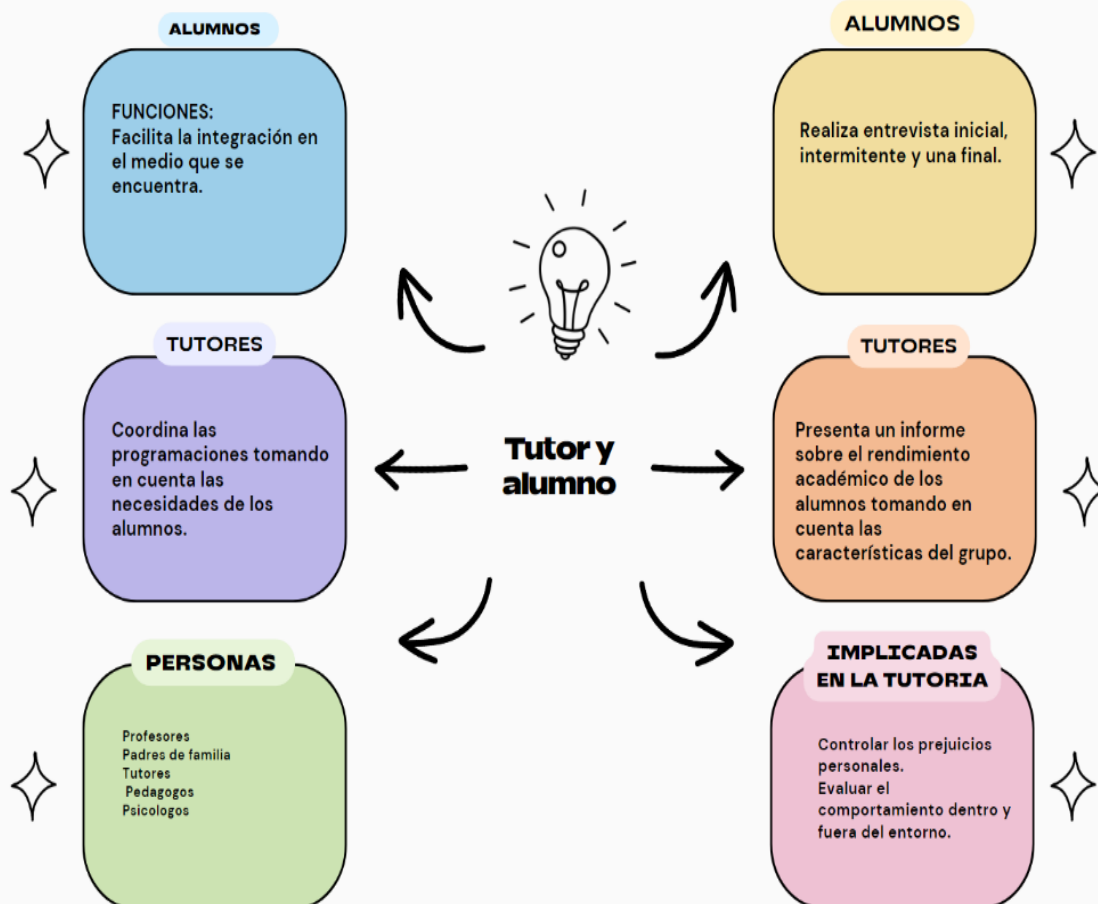 ALUMNOS
FUNCIONES:
Facilita la integración en
el medio que se
encuentra.
ALUMNOS
Realiza entrevista inicial,
intermitente y una final.
TUTORES
Coordina las
programaciones tomando
en cuenta las
necesidades de los
alumnos.
Tutor y
alumno
TUTORES
Presenta un informe
sobre el rendimiento
académico de los
alumnos tomando en
cuenta las
características del grupo.
PERSONAS
Profesores
Padres de familia
Tutores
Pedagogos
Psicologos
IMPLICADAS
EN LA TUTORIA
Controlar los prejuicios
personales.
Evaluar el
comportamiento dentro y
fuera del entorno.